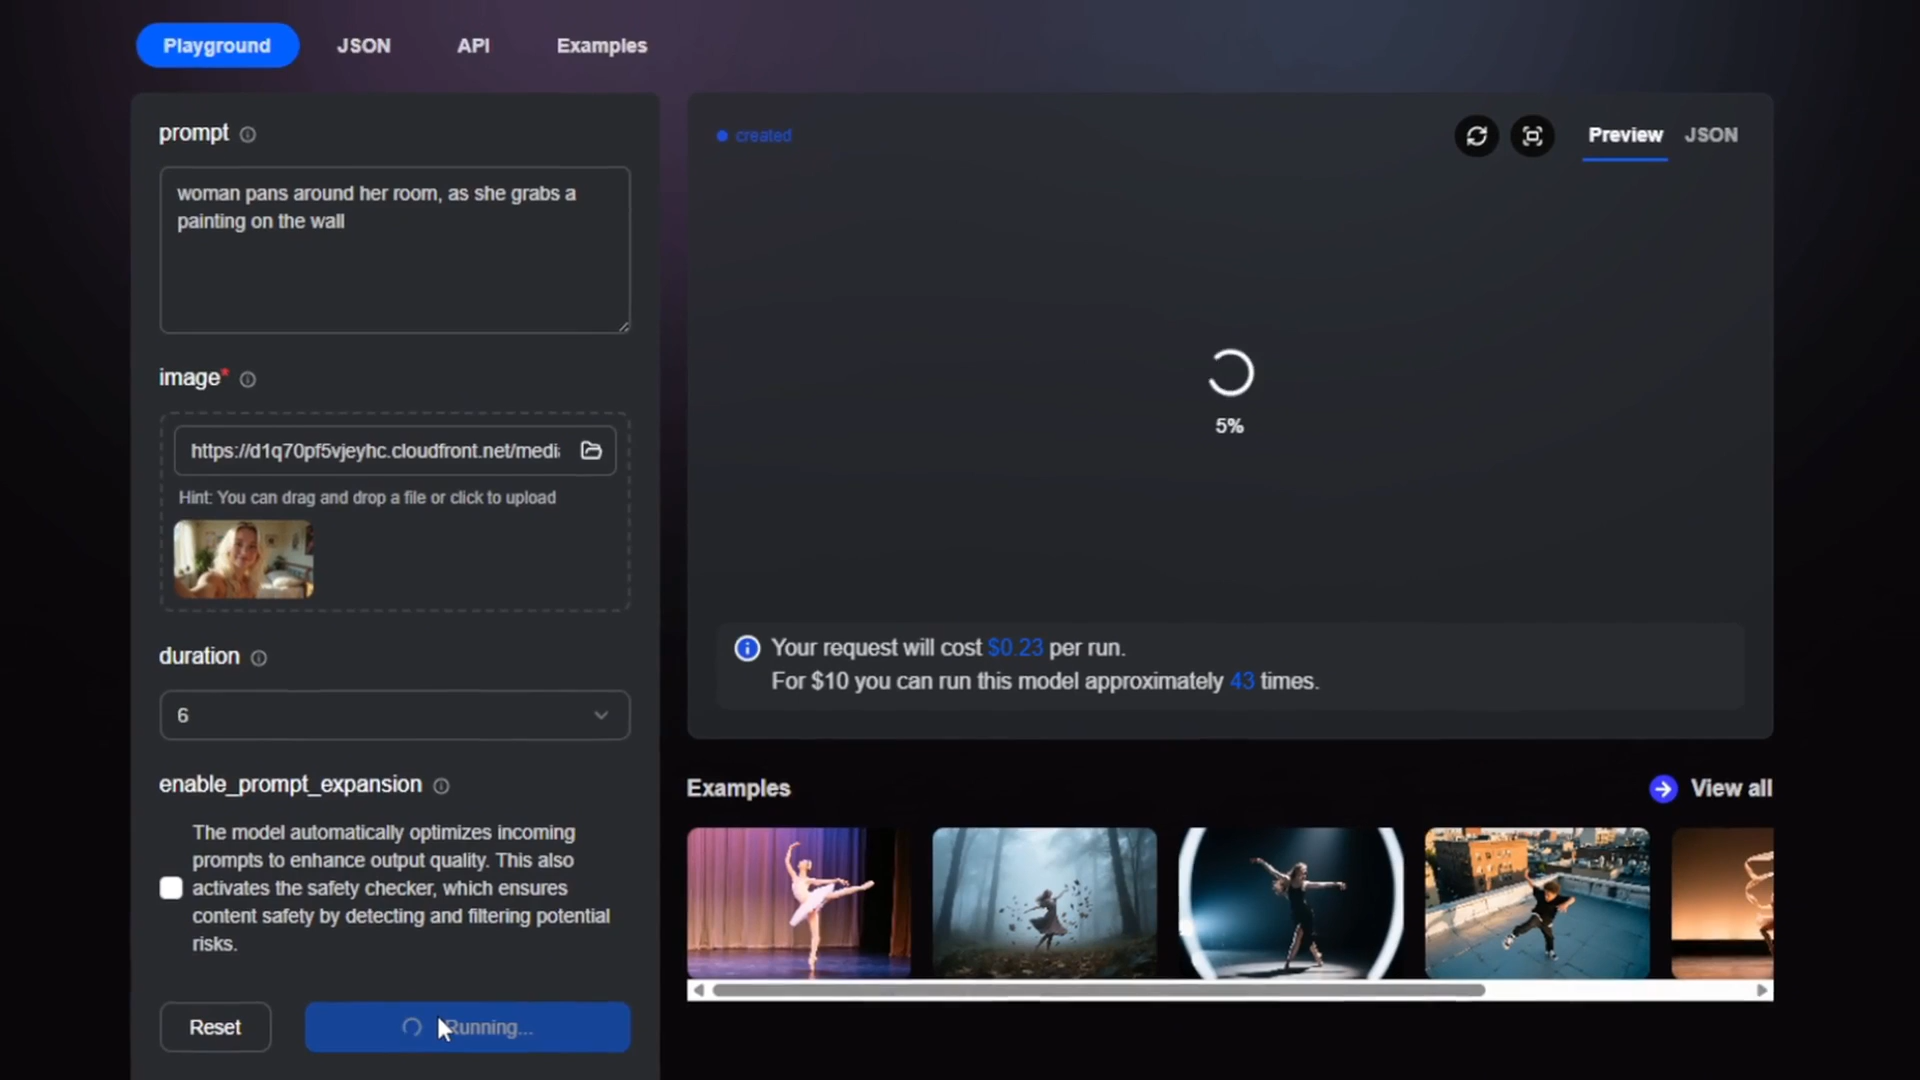 Playground
JSON
API
Examples
prompt
woman pans around her room, as she grabs a
painting on the wall
image*
https://d1q70pf5vjeyhc.cloudfront.net/medi
Hint: You can drag and drop a file or click to upload
duration
6
enable_prompt_expansion
The model automatically optimizes incoming
prompts to enhance output quality. This also
activates the safety checker, which ensures
content safety by detecting and filtering potential
risks.
Reset
Running...
created
Preview
JSON
5%
Your request will cost $0.23 per run.
For $10 you can run this model approximately 43 times.
Examples
View all